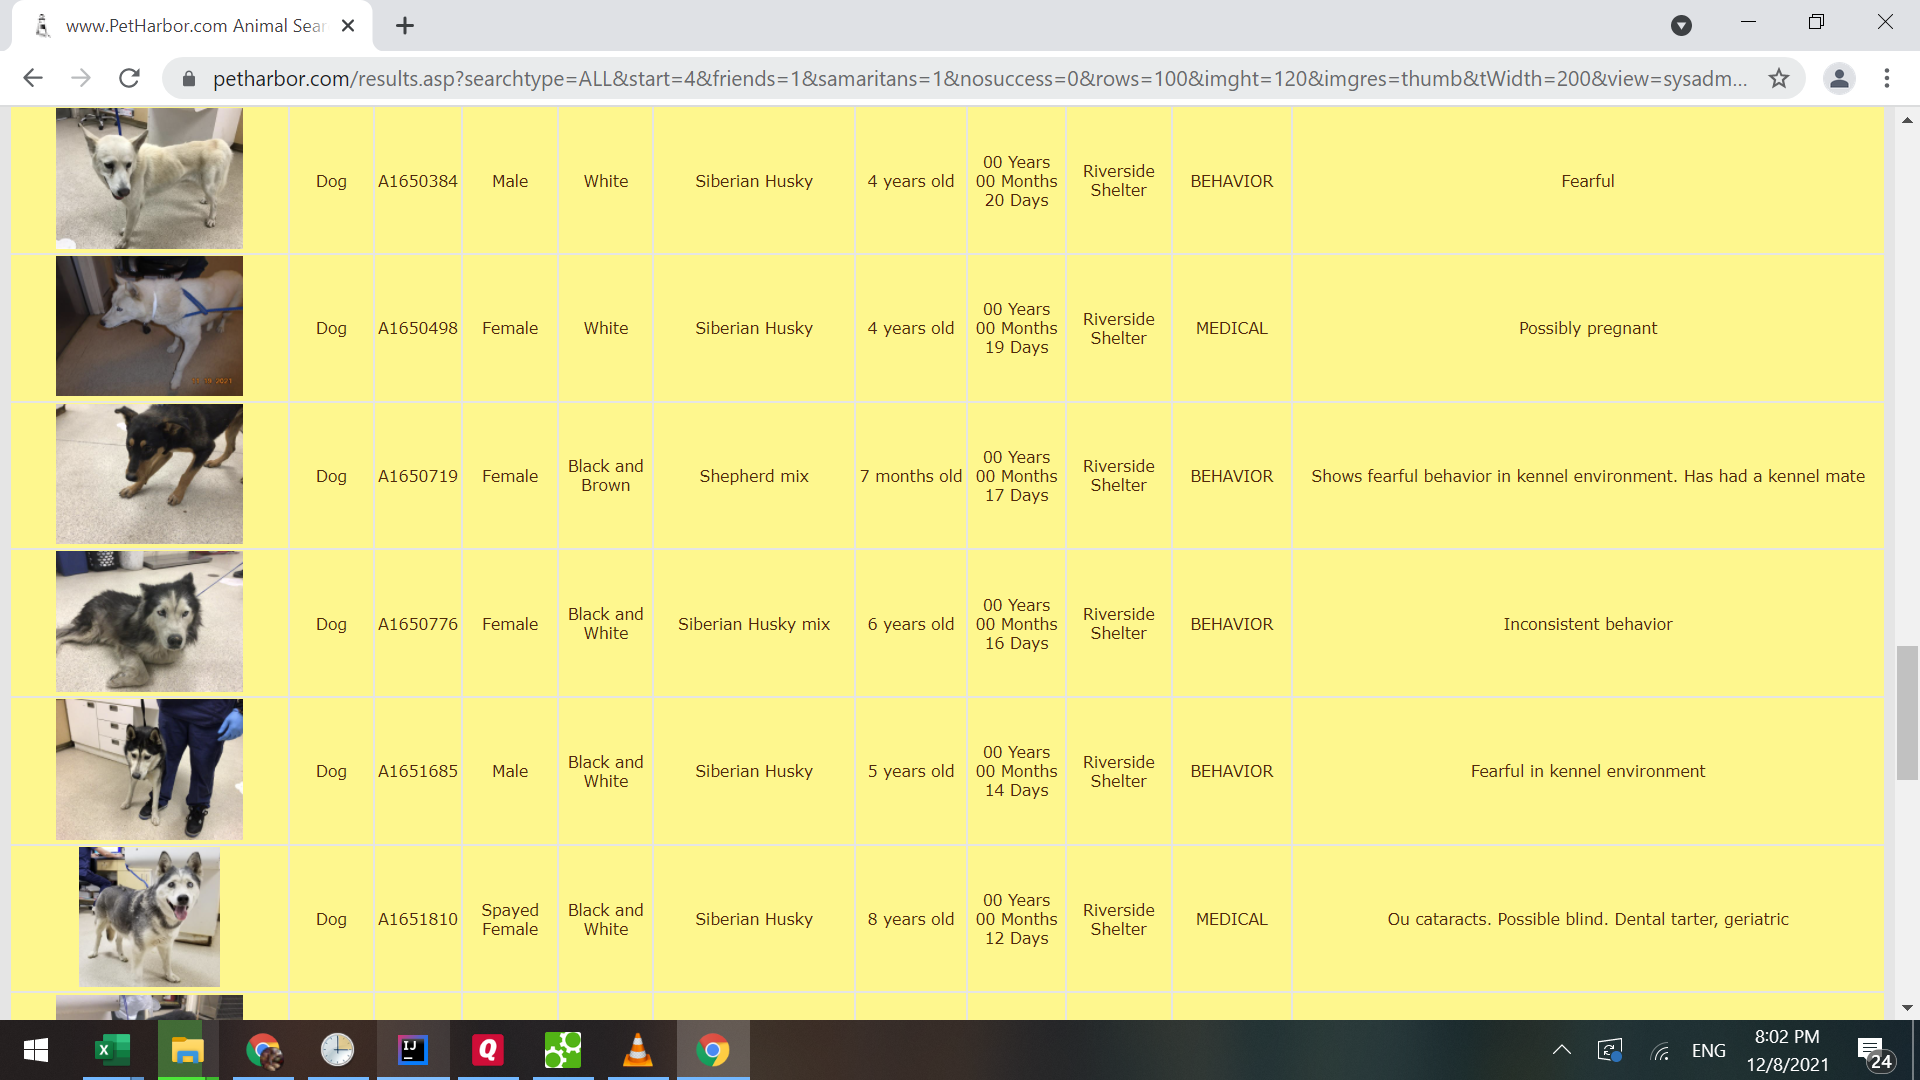 www.PetHarbor.com Animal Sear
petharbor.com/results.asp?searchtype=ALL&start=4&friends=1&samaritans=1&nosuccess=0&rows=100&imght=120&imgres=thumb&tWidth=200&view=sysadm...
Dog A1650384 Male White Siberian Husky 4 years old 00 Years 00 Months 20 Days Riverside Shelter BEHAVIOR Fearful
Dog A1650498 Female White Siberian Husky 4 years old 00 Years 00 Months 19 Days Riverside Shelter MEDICAL Possibly pregnant
Dog A1650719 Female Black and Brown Shepherd mix 7 months old 00 Years 00 Months 17 Days Riverside Shelter BEHAVIOR Shows fearful behavior in kennel environment. Has had a kennel mate
Dog A1650776 Female Black and White Siberian Husky mix 6 years old 00 Years 00 Months 16 Days Riverside Shelter BEHAVIOR Inconsistent behavior
Dog A1651685 Male Black and White Siberian Husky 5 years old 00 Years 00 Months 14 Days Riverside Shelter BEHAVIOR Fearful in kennel environment
Dog A1651810 Spayed Female Black and White Siberian Husky 8 years old 00 Years 00 Months 12 Days Riverside Shelter MEDICAL Ou cataracts. Possible blind. Dental tarter, geriatric
X IJ Q ENG 8:02 PM
12/8/2021 24